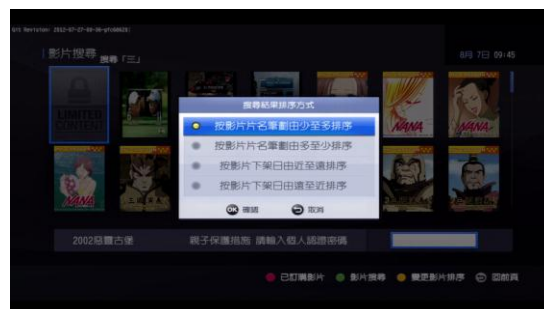 影片搜尋 搜尋「三」
8月 7日 09:45
LIMITED
CONTENT
NANA
NANA
NANA
搜尋結果排序方式
按影片片名筆劃由少至多排序
按影片片名筆劃由多至少排序
按影片下架日由近至遠排序
按影片下架日由遠至近排序
OK 確認 取消
2002惡靈古堡 親子保護措施 請輸入個人認證密碼
已訂購影片 影片搜尋 變更影片排序 回前頁